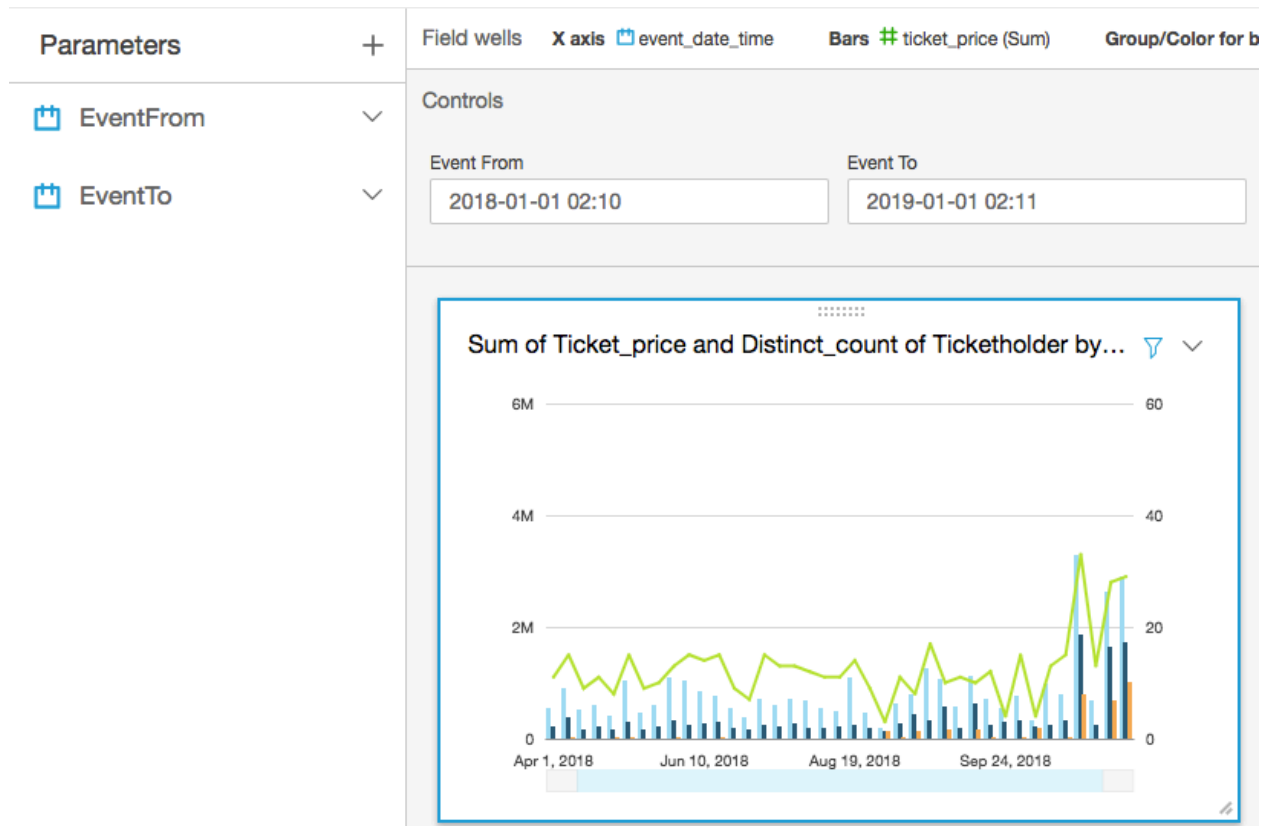 Parameters +
EventFrom
EventTo
Field wells X axis event_date_time Bars # ticket_price (Sum) Group/Color for b
Controls
Event From Event To
2018-01-01 02:10 2019-01-01 02:11
Sum of Ticket_price and Distinct_count of Ticketholder by…
6M 60
4M 40
2M 20
0 0
Apr 1, 2018 Jun 10, 2018 Aug 19, 2018 Sep 24, 2018